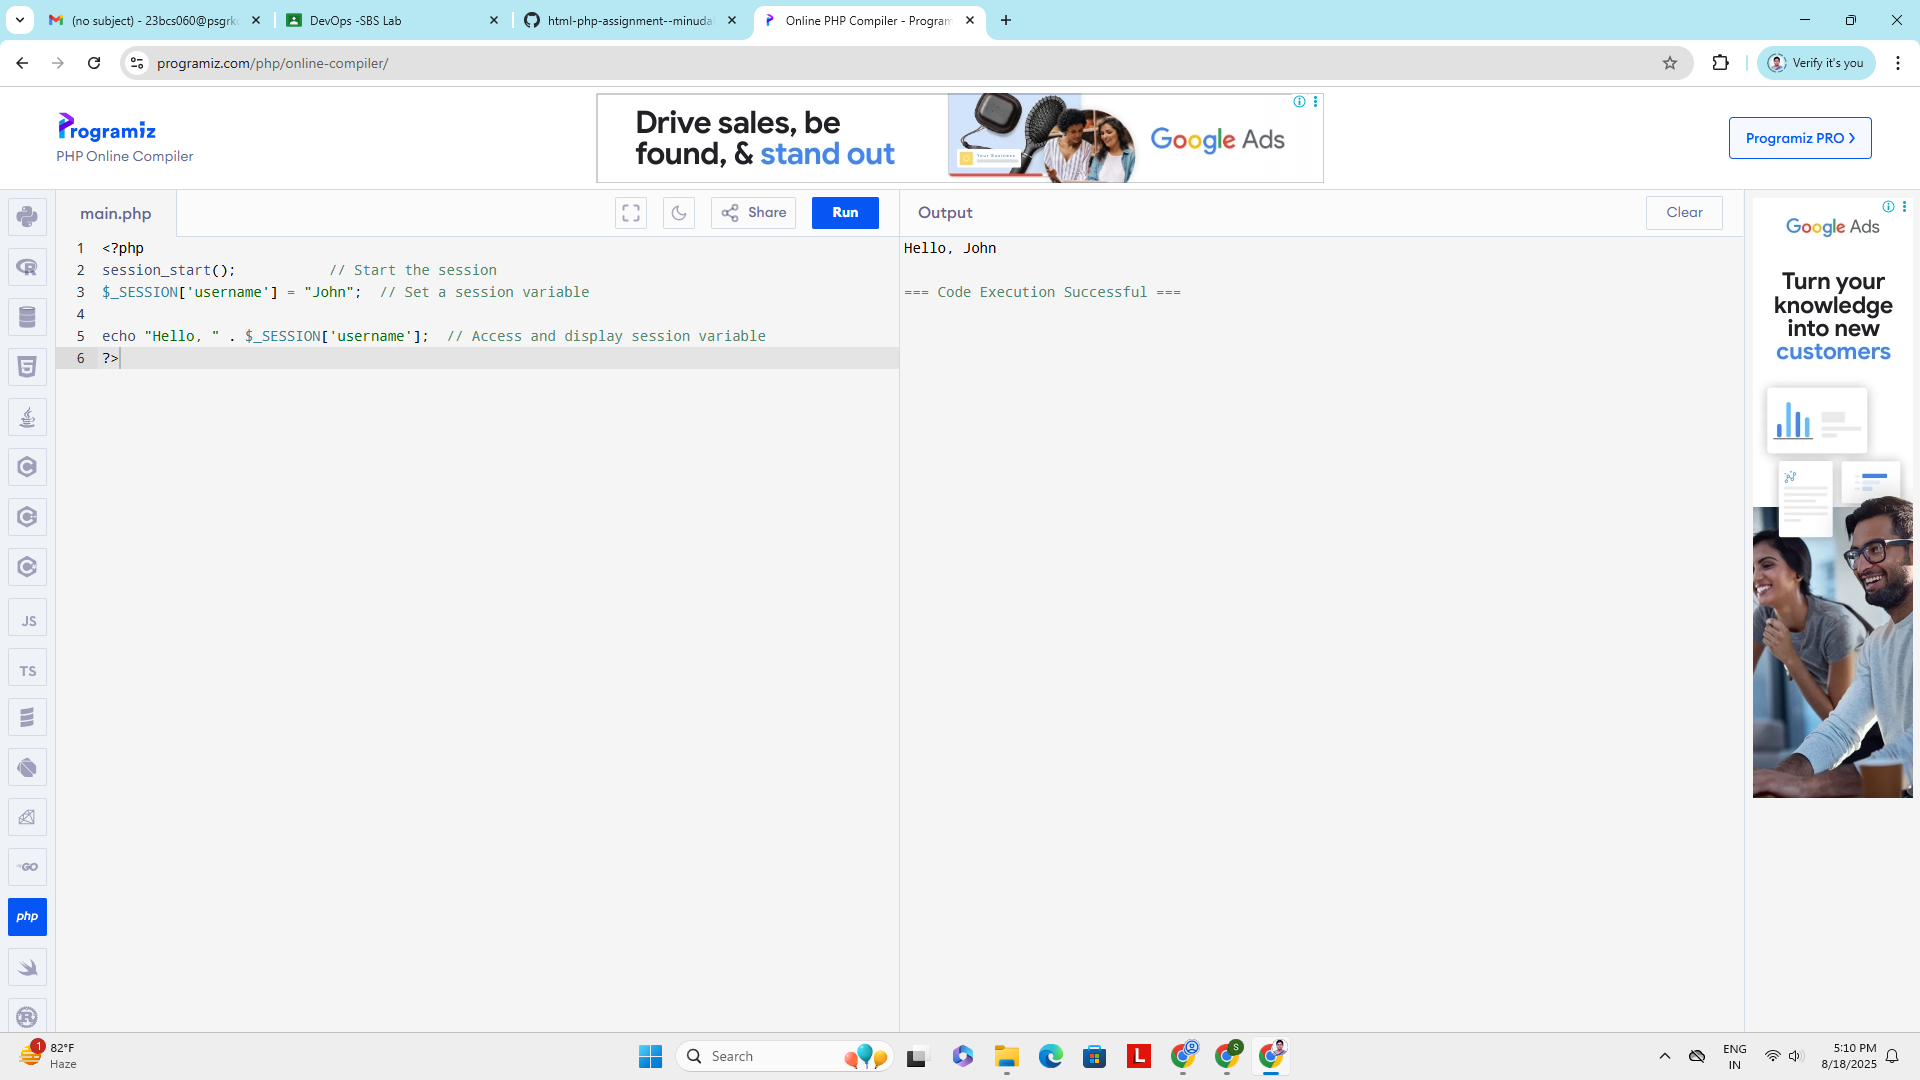 (no subject) - 23bcs060@psgrk
DevOps -SBS Lab
html-php-assignment--minuda
Online PHP Compiler - Program
programiz.com/php/online-compiler/
Verify it's you
Programiz
PHP Online Compiler
Drive sales, be
found, & stand out
Your Business
Google Ads
Programiz PRO
main.php
Share
Run
Output
Clear
1 <?php
2 session_start();           // Start the session
3 $_SESSION['username'] = "John";  // Set a session variable
4
5 echo "Hello, " . $_SESSION['username'];  // Access and display session variable
6 ?>
Hello, John
=== Code Execution Successful ===
Google Ads
Turn your
knowledge
into new
customers
JS
TS
GO
php
1
82°F
Haze
Search
L
S
ENG
IN
5:10 PM
8/18/2025